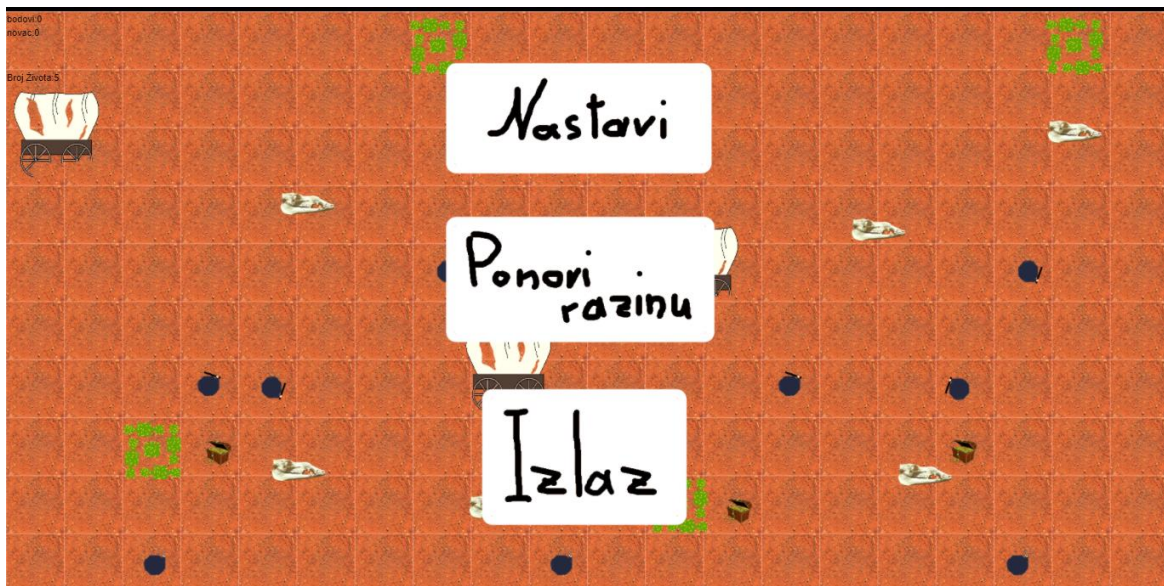 bodovi:0
novac:0
Broj Života:5
Nastavi
Ponovi
razinu
Izlaz